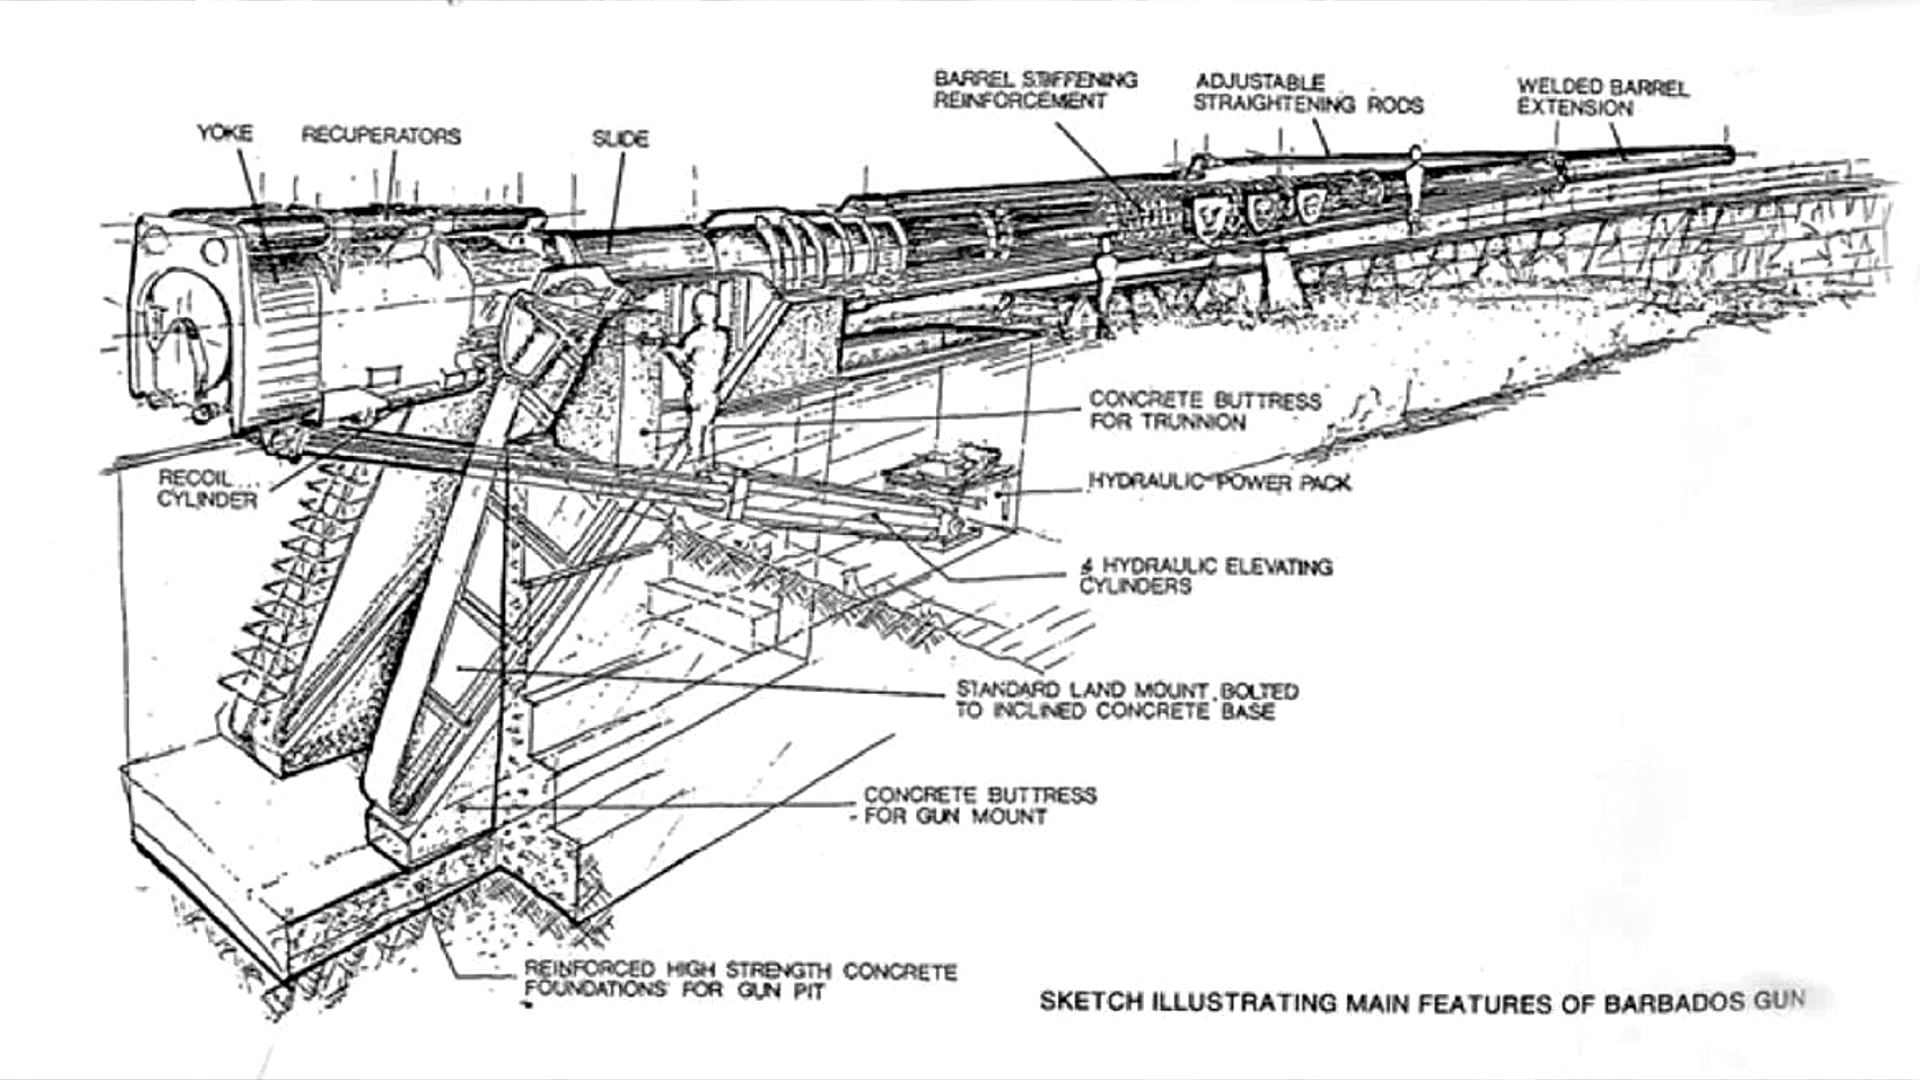 YOKE
RECUPERATORS
SLIDE
BARREL STIFFENING
REINFORCEMENT
ADJUSTABLE
STRAIGHTENING RODS
WELDED BARREL
EXTENSION
RECOIL
CYLINDER
CONCRETE BUTTRESS
FOR TRUNNION
HYDRAULIC POWER PACK
4 HYDRAULIC ELEVATING
CYLINDERS
STANDARD LAND MOUNT, BOLTED
TO INCLINED CONCRETE BASE
CONCRETE BUTTRESS
FOR GUN MOUNT
REINFORCED HIGH STRENGTH CONCRETE
FOUNDATIONS FOR GUN PIT
SKETCH ILLUSTRATING MAIN FEATURES OF BARBADOS GUN